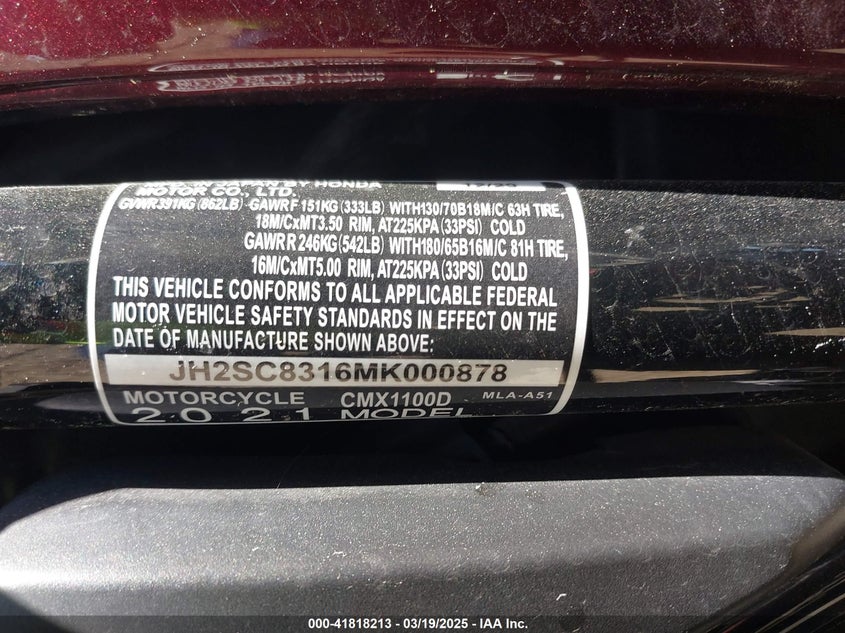 BY HONDA
MOTOR CO., LTD.
GVWR391KG (862LB) GAWR F 151KG (333LB) WITH130/70B18M/C 63H TIRE,
18M/CxMT3.50 RIM, AT225KPA (33PSI) COLD
GAWR R 246KG (542LB) WITH180/65B16M/C 81H TIRE,
16M/CxMT5.00 RIM, AT225KPA (33PSI) COLD
THIS VEHICLE CONFORMS TO ALL APPLICABLE FEDERAL
MOTOR VEHICLE SAFETY STANDARDS IN EFFECT ON THE
DATE OF MANUFACTURE SHOWN ABOVE:
JH2SC8316MK000878
MOTORCYCLE CMX1100D MLA-A51
2021 MODEL
000-41818213 - 03/19/2025 - IAA Inc.